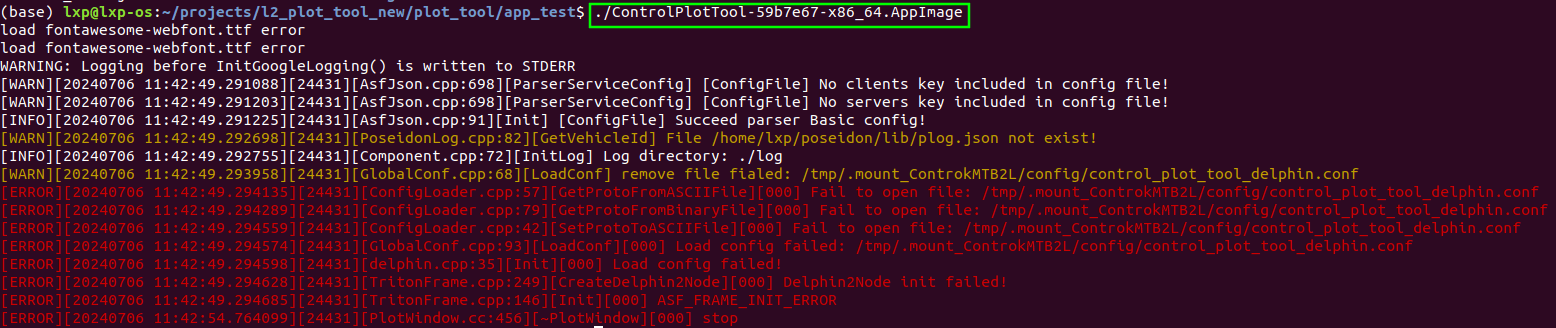 (base) lxp@lxp-os:~/projects/l2_plot_tool_new/plot_tool/app_test$ ./ControlPlotTool-59b7e67-x86_64.AppImage
load fontawesome-webfont.ttf error
load fontawesome-webfont.ttf error
WARNING: Logging before InitGoogleLogging() is written to STDERR
[WARN][20240706 11:42:49.291088][24431][AsfJson.cpp:698][ParserServiceConfig] [ConfigFile] No clients key included in config file!
[WARN][20240706 11:42:49.291203][24431][AsfJson.cpp:698][ParserServiceConfig] [ConfigFile] No servers key included in config file!
[INFO][20240706 11:42:49.291225][24431][AsfJson.cpp:91][Init] [ConfigFile] Succeed parser Basic config!
[WARN][20240706 11:42:49.292698][24431][PoseidonLog.cpp:82][GetVehicleId] File /home/lxp/poseidon/lib/plog.json not exist!
[INFO][20240706 11:42:49.292755][24431][Component.cpp:72][InitLog] Log directory: ./log
[WARN][20240706 11:42:49.293958][24431][GlobalConf.cpp:68][LoadConf] remove file fialed: /tmp/.mount_ControkMTB2L/config/control_plot_tool_delphin.conf
[ERROR][20240706 11:42:49.294135][24431][ConfigLoader.cpp:57][GetProtoFromASCIIFile][000] Fail to open file: /tmp/.mount_ControkMTB2L/config/control_plot_tool_delphin.conf
[ERROR][20240706 11:42:49.294289][24431][ConfigLoader.cpp:79][GetProtoFromBinaryFile][000] Fail to open file: /tmp/.mount_ControkMTB2L/config/control_plot_tool_delphin.conf
[ERROR][20240706 11:42:49.294559][24431][ConfigLoader.cpp:42][SetProtoToASCIIFile][000] Fail to open file: /tmp/.mount_ControkMTB2L/config/control_plot_tool_delphin.conf
[ERROR][20240706 11:42:49.294574][24431][GlobalConf.cpp:93][LoadConf][000] Load config failed: /tmp/.mount_ControkMTB2L/config/control_plot_tool_delphin.conf
[ERROR][20240706 11:42:49.294598][24431][delphin.cpp:35][Init][000] Load config failed!
[ERROR][20240706 11:42:49.294628][24431][TritonFrame.cpp:249][CreateDelphin2Node][000] Delphin2Node init failed!
[ERROR][20240706 11:42:49.294685][24431][TritonFrame.cpp:146][Init][000] ASF_FRAME_INIT_ERROR
[ERROR][20240706 11:42:54.764099][24431][PlotWindow.cc:456][~PlotWindow][000] stop